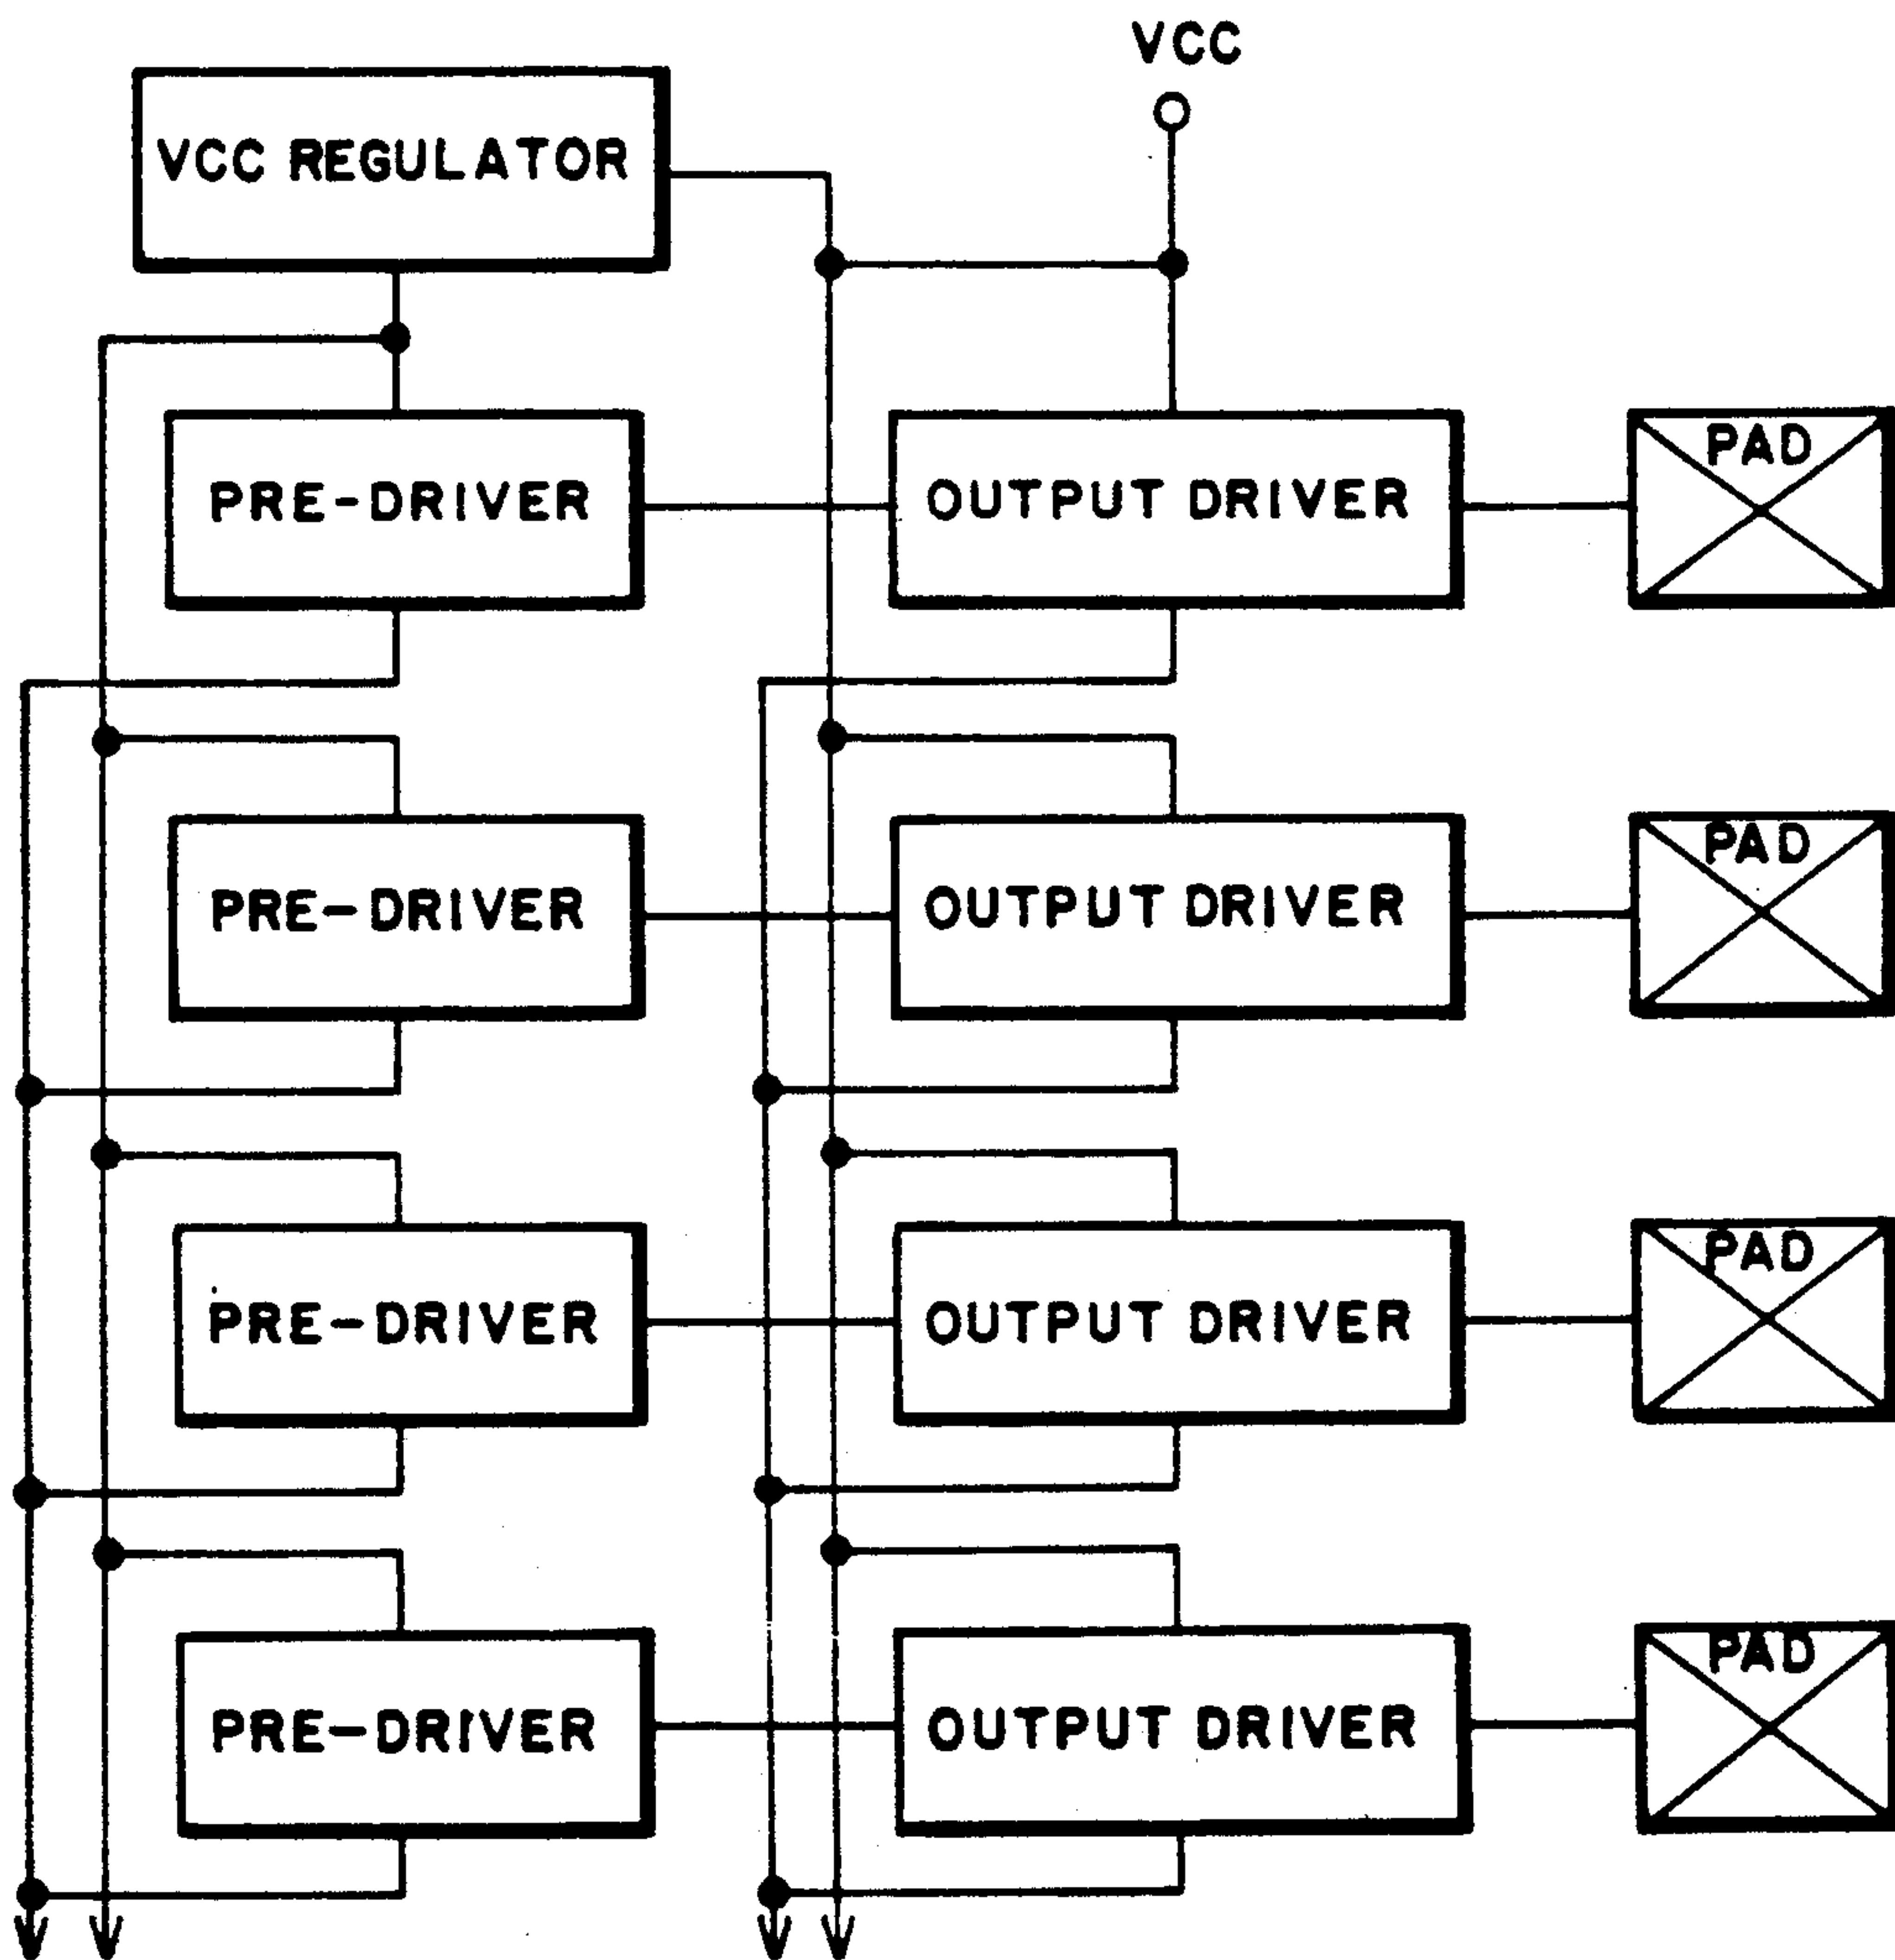 VCC
VCC REGULATOR
PRE-DRIVER
OUTPUT DRIVER
PAD
PRE-DRIVER
OUTPUT DRIVER
PAD
PRE-DRIVER
OUTPUT DRIVER
PAD
PRE-DRIVER
OUTPUT DRIVER
PAD